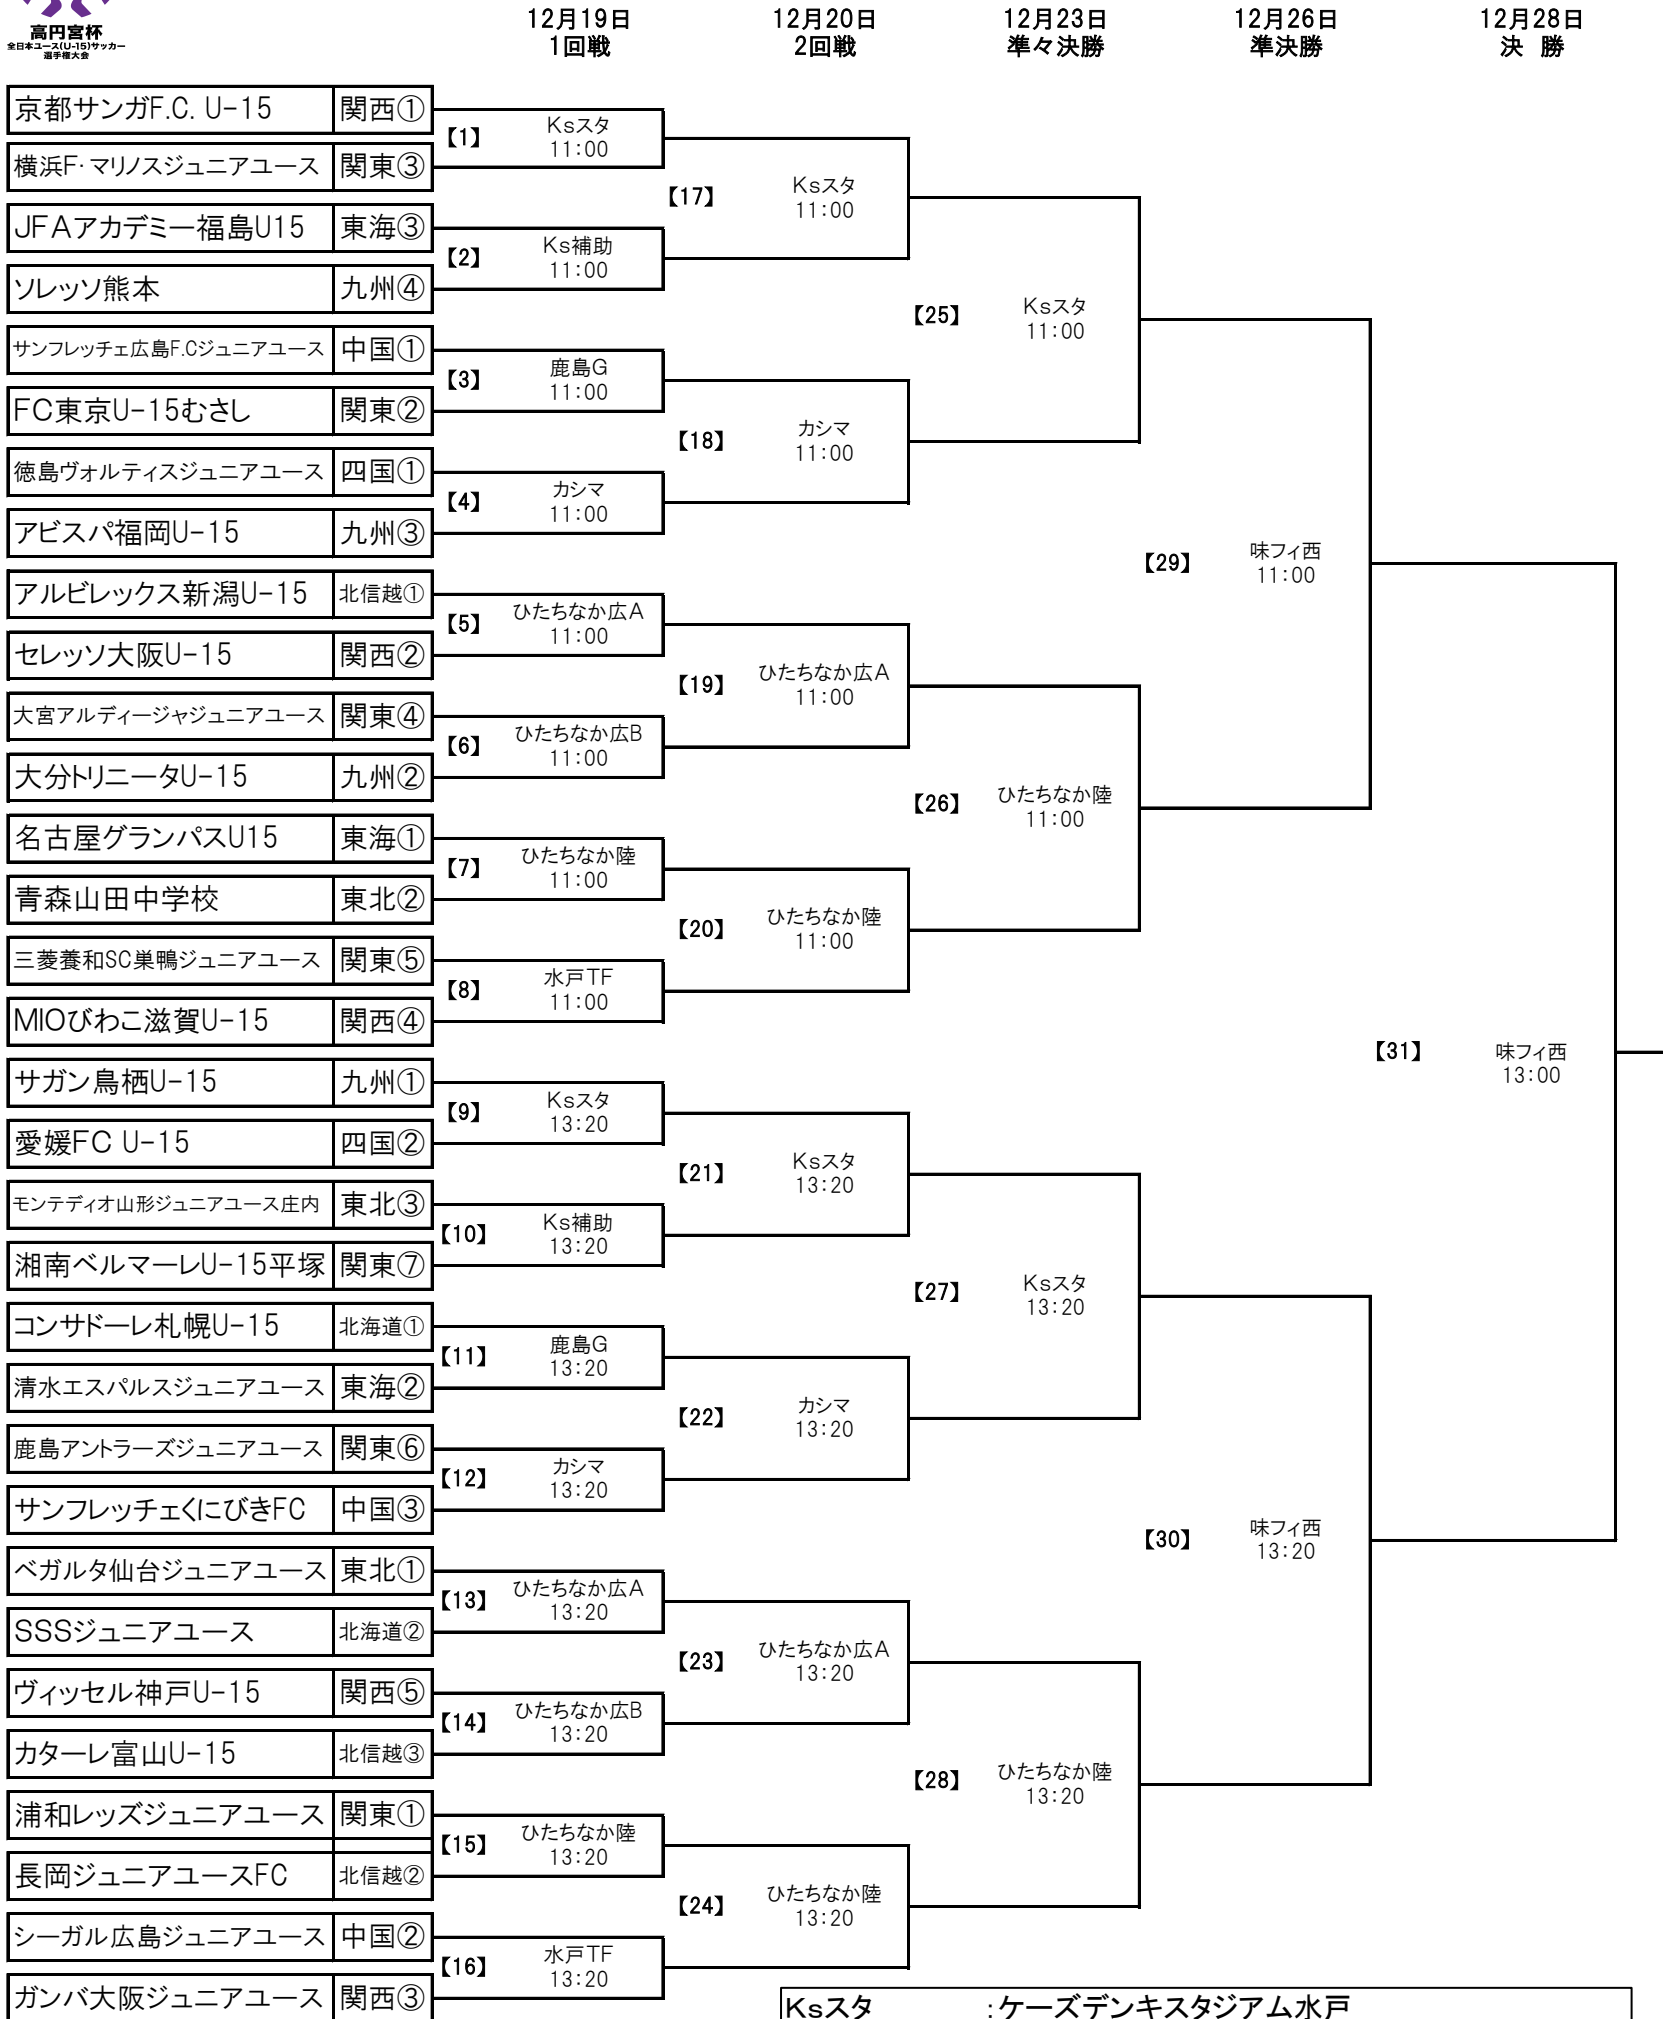 高円宮杯
全日本ユース(U-15)サッカー
選手権大会
12月19日 12月20日 12月23日 12月26日 12月28日
1回戦 2回戦 準々決勝 準決勝 決 勝
京都サンガF.C. U-15 関西①
【1】 Ksスタ
11:00
横浜F・マリノスジュニアユース 関東③
【17】 Ksスタ
11:00
JFAアカデミー福島U15 東海③
【2】 Ks補助
11:00
ソレッソ熊本 九州④
【25】 Ksスタ
11:00
サンフレッチェ広島F.Cジュニアユース 中国①
【3】 鹿島G
11:00
FC東京U-15むさし 関東②
【18】 カシマ
11:00
徳島ヴォルティスジュニアユース 四国①
【4】 カシマ
11:00
アビスパ福岡U-15 九州③
【29】 味フィ西
11:00
アルビレックス新潟U-15 北信越①
【5】 ひたちなか広A
11:00
セレッソ大阪U-15 関西②
【19】 ひたちなか広A
11:00
大宮アルディージャジュニアユース 関東④
【6】 ひたちなか広B
11:00
大分トリニータU-15 九州②
【26】 ひたちなか陸
11:00
名古屋グランパスU15 東海①
【7】 ひたちなか陸
11:00
青森山田中学校 東北②
【20】 ひたちなか陸
11:00
三菱養和SC巣鴨ジュニアユース 関東⑤
【8】 水戸TF
11:00
MIOびわこ滋賀U-15 関西④
【31】 味フィ西
13:00
サガン鳥栖U-15 九州①
【9】 Ksスタ
13:20
愛媛FC U-15 四国②
【21】 Ksスタ
13:20
モンテディオ山形ジュニアユース庄内 東北③
【10】 Ks補助
13:20
湘南ベルマーレU-15平塚 関東⑦
【27】 Ksスタ
13:20
コンサドーレ札幌U-15 北海道①
【11】 鹿島G
13:20
清水エスパルスジュニアユース 東海②
【22】 カシマ
13:20
鹿島アントラーズジュニアユース 関東⑥
【12】 カシマ
13:20
サンフレッチェくにびきFC 中国③
【30】 味フィ西
13:20
ベガルタ仙台ジュニアユース 東北①
【13】 ひたちなか広A
13:20
SSSジュニアユース 北海道②
【23】 ひたちなか広A
13:20
ヴィッセル神戸U-15 関西⑤
【14】 ひたちなか広B
13:20
カターレ富山U-15 北信越③
【28】 ひたちなか陸
13:20
浦和レッズジュニアユース 関東①
【15】 ひたちなか陸
13:20
長岡ジュニアユースFC 北信越②
【24】 ひたちなか陸
13:20
シーガル広島ジュニアユース 中国②
【16】 水戸TF
13:20
ガンバ大阪ジュニアユース 関西③
Ksスタ :ケーズデンキスタジアム水戸